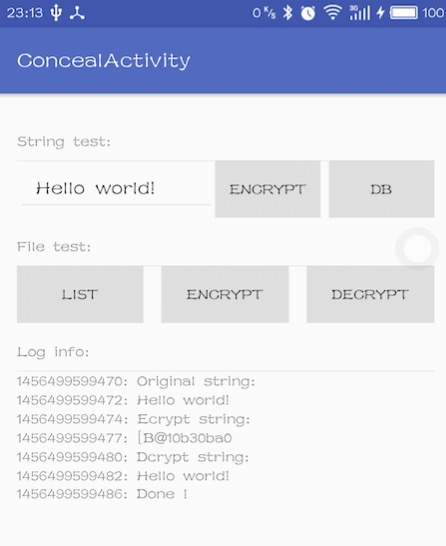 23:13 0 K/s 3G 100
ConcealActivity
String test:
Hello world! ENCRYPT DB
File test:
LIST ENCRYPT DECRYPT
Log info:
1456499599470: Original string:
1456499599472: Hello world!
1456499599474: Ecrypt string:
1456499599477: [B@10b30ba0
1456499599480: Dcrypt string:
1456499599482: Hello world!
1456499599486: Done !